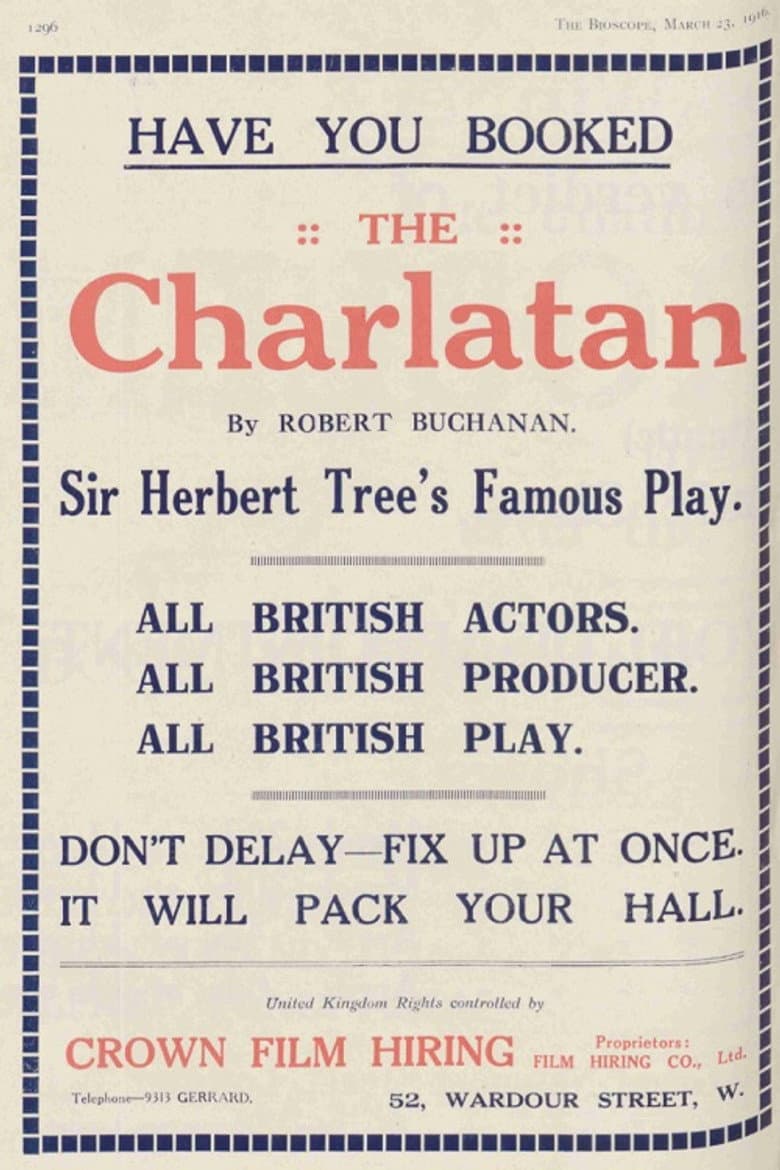 1296
THE BIOSCOPE, MARCH 23, 1916.
HAVE YOU BOOKED
:: THE ::
Charlatan
By ROBERT BUCHANAN.
Sir Herbert Tree's Famous Play.
ALL BRITISH ACTORS.
ALL BRITISH PRODUCER.
ALL BRITISH PLAY.
DON'T DELAY—FIX UP AT ONCE.
IT WILL PACK YOUR HALL.
United Kingdom Rights controlled by
CROWN FILM HIRING
Proprietors:
FILM HIRING CO., Ltd.
Telephone—9313 GERRARD.
52, WARDOUR STREET, W.